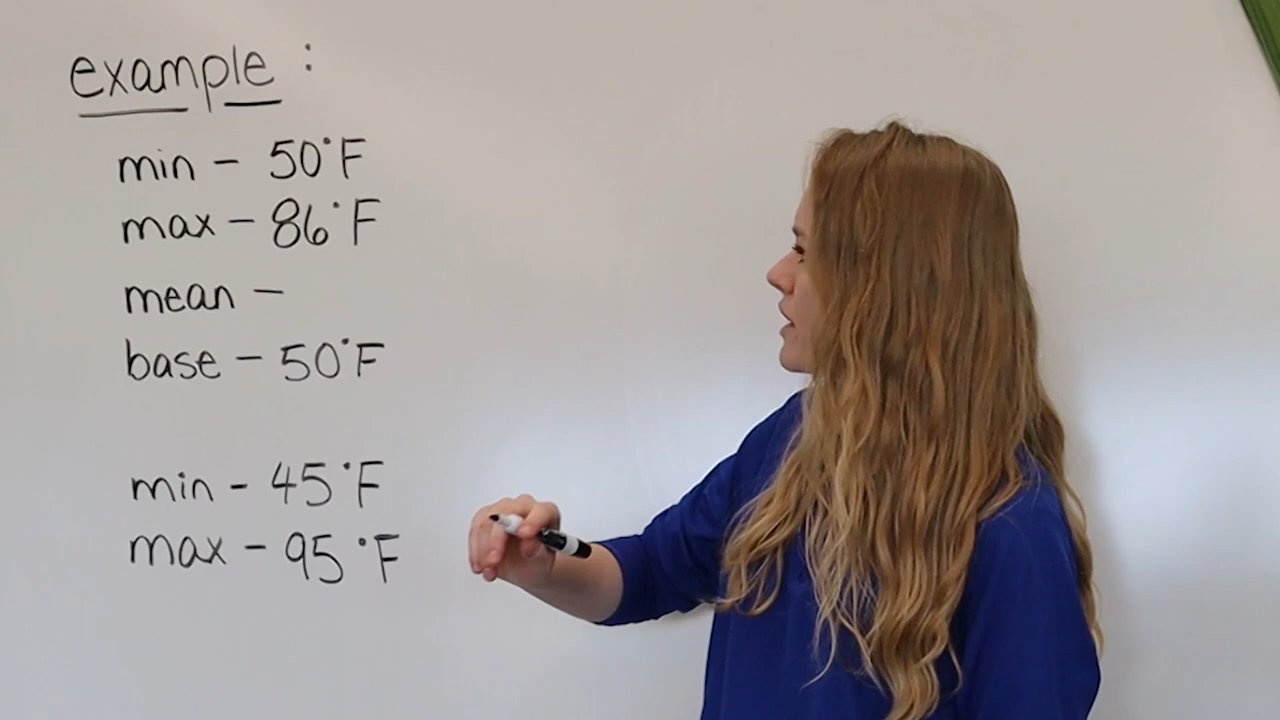 example :
min - 50°F
max - 86°F
mean -
base - 50°F
min - 45°F
max - 95°F